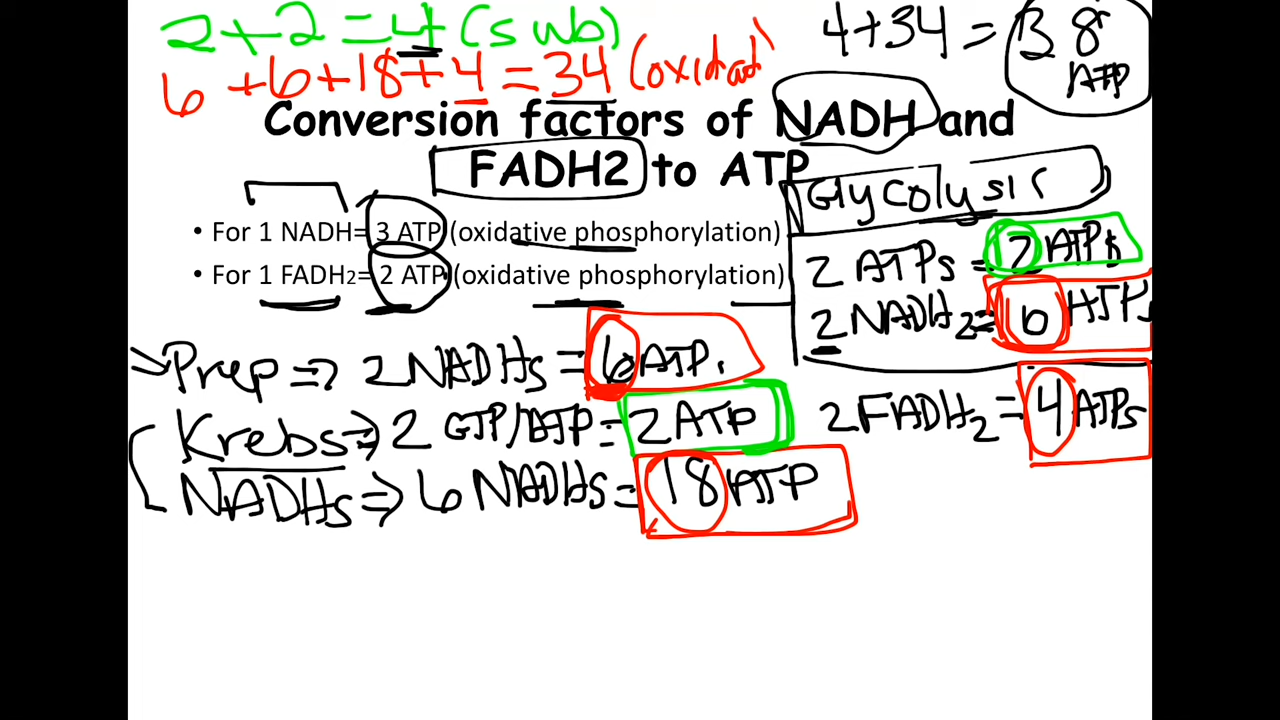 2+2=4 (sub)
4+34 = 38 ATP
6 +6+18+4 = 34 (oxidat)
Conversion factors of NADH and
FADH2 to ATP
Glycolysis
• For 1 NADH= 3 ATP (oxidative phosphorylation)
2 ATPs = 2 ATPs
• For 1 FADH2= 2 ATP (oxidative phosphorylation)
2 NADH2= 6 ATPs
Prep => 2 NADHs = 6 ATP
Krebs => 2 GTP/ATP= 2 ATP
2 FADH2 = 4 ATPs
NADHs => 6 NADHs = 18 ATP